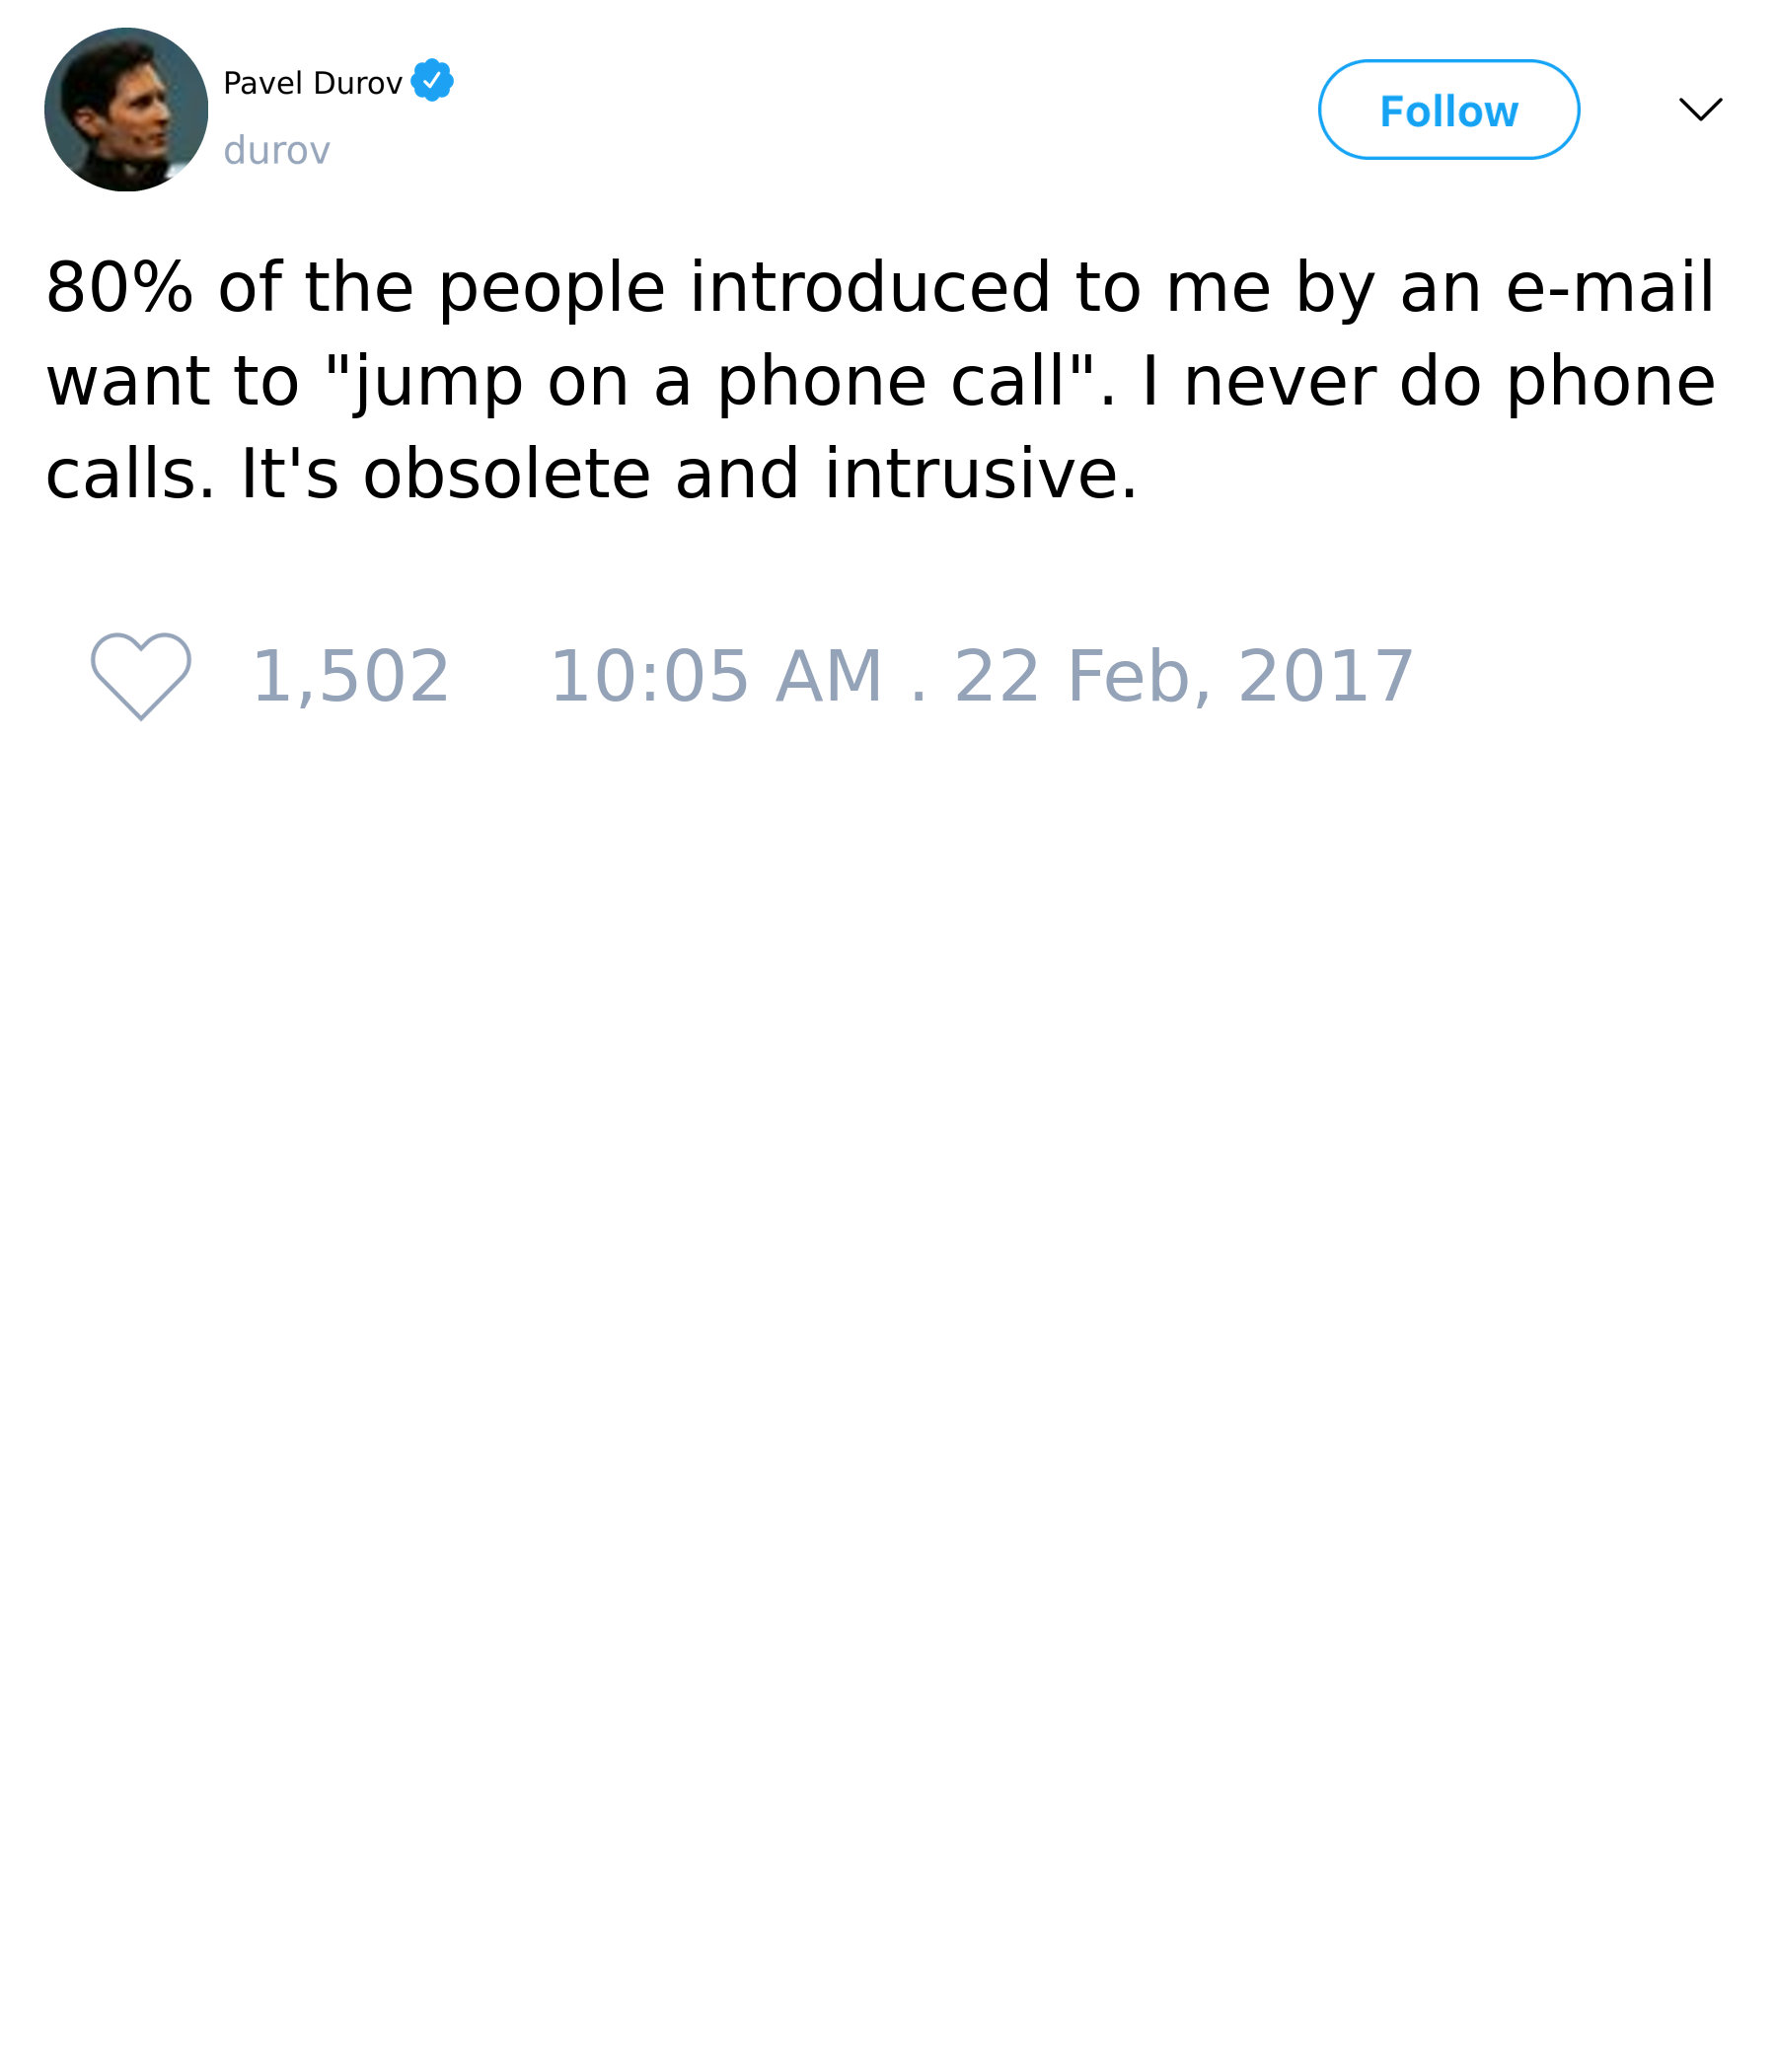 Pavel Durov
durov
Follow
80% of the people introduced to me by an e-mail
want to "jump on a phone call". I never do phone
calls. It's obsolete and intrusive.
1,502 10:05 AM . 22 Feb, 2017